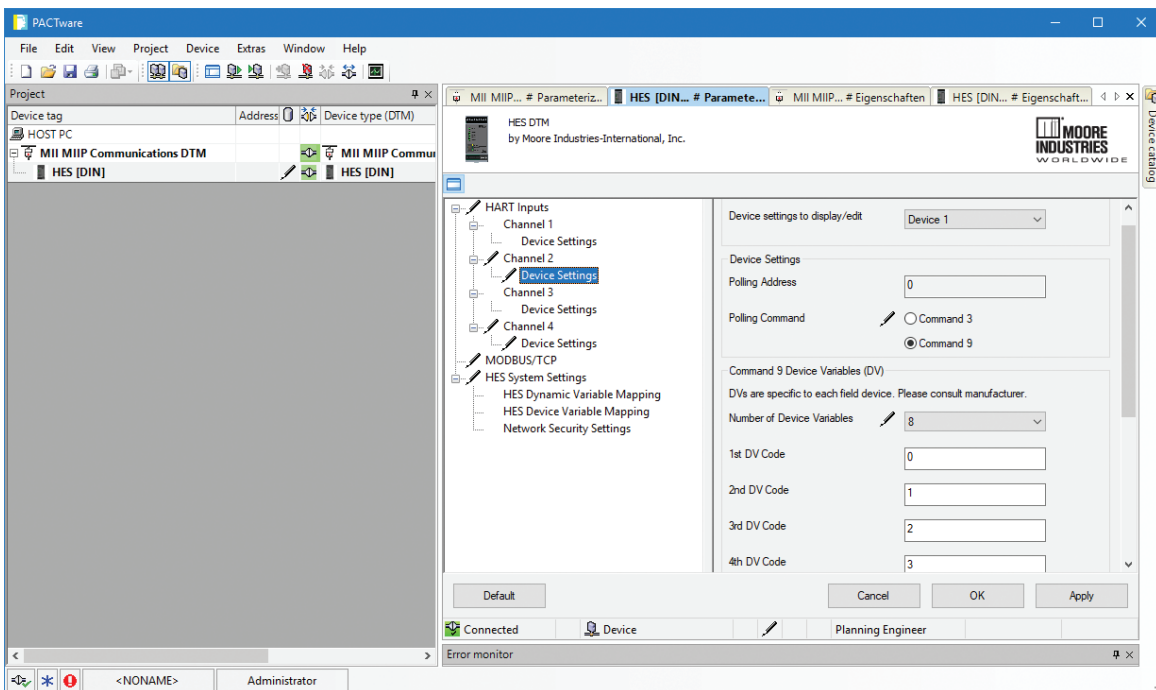 PACTware
File Edit View Project Device Extras Window Help
Project
Device tag Address Device type (DTM)
HOST PC
MII MIIP Communications DTM MII MIIP Commu
HES [DIN] HES [DIN]
MII MIIP... # Parameteriz... HES [DIN... # Paramete... MII MIIP... # Eigenschaften HES [DIN... # Eigenschaft...
Device catalog
HES DTM
by Moore Industries-International, Inc.
MOORE
INDUSTRIES
WORLDWIDE
HART Inputs
Channel 1
Device Settings
Channel 2
Device Settings
Channel 3
Device Settings
Channel 4
Device Settings
MODBUS/TCP
HES System Settings
HES Dynamic Variable Mapping
HES Device Variable Mapping
Network Security Settings
Device settings to display/edit Device 1
Device Settings
Polling Address 0
Polling Command Command 3
Command 9
Command 9 Device Variables (DV)
DVs are specific to each field device. Please consult manufacturer.
Number of Device Variables 8
1st DV Code 0
2nd DV Code 1
3rd DV Code 2
4th DV Code 3
Default Cancel OK Apply
Connected Device Planning Engineer
Error monitor
<NONAME> Administrator